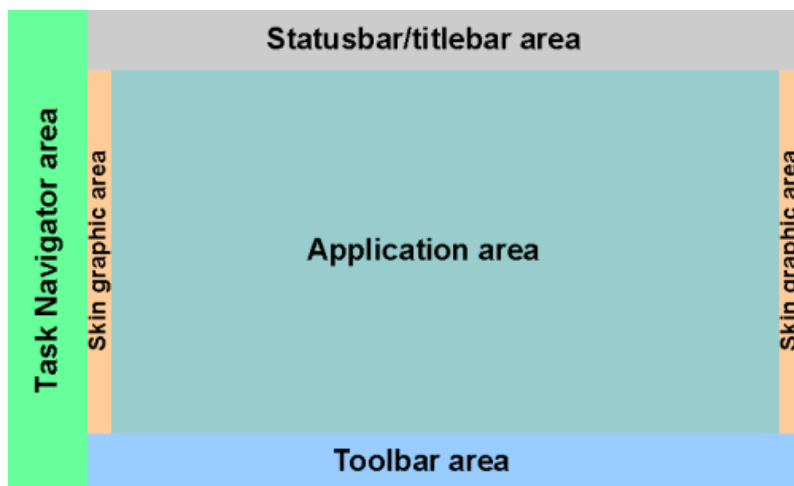 Statusbar/titlebar area
Task Navigator area
Skin graphic area
Application area
Skin graphic area
Toolbar area